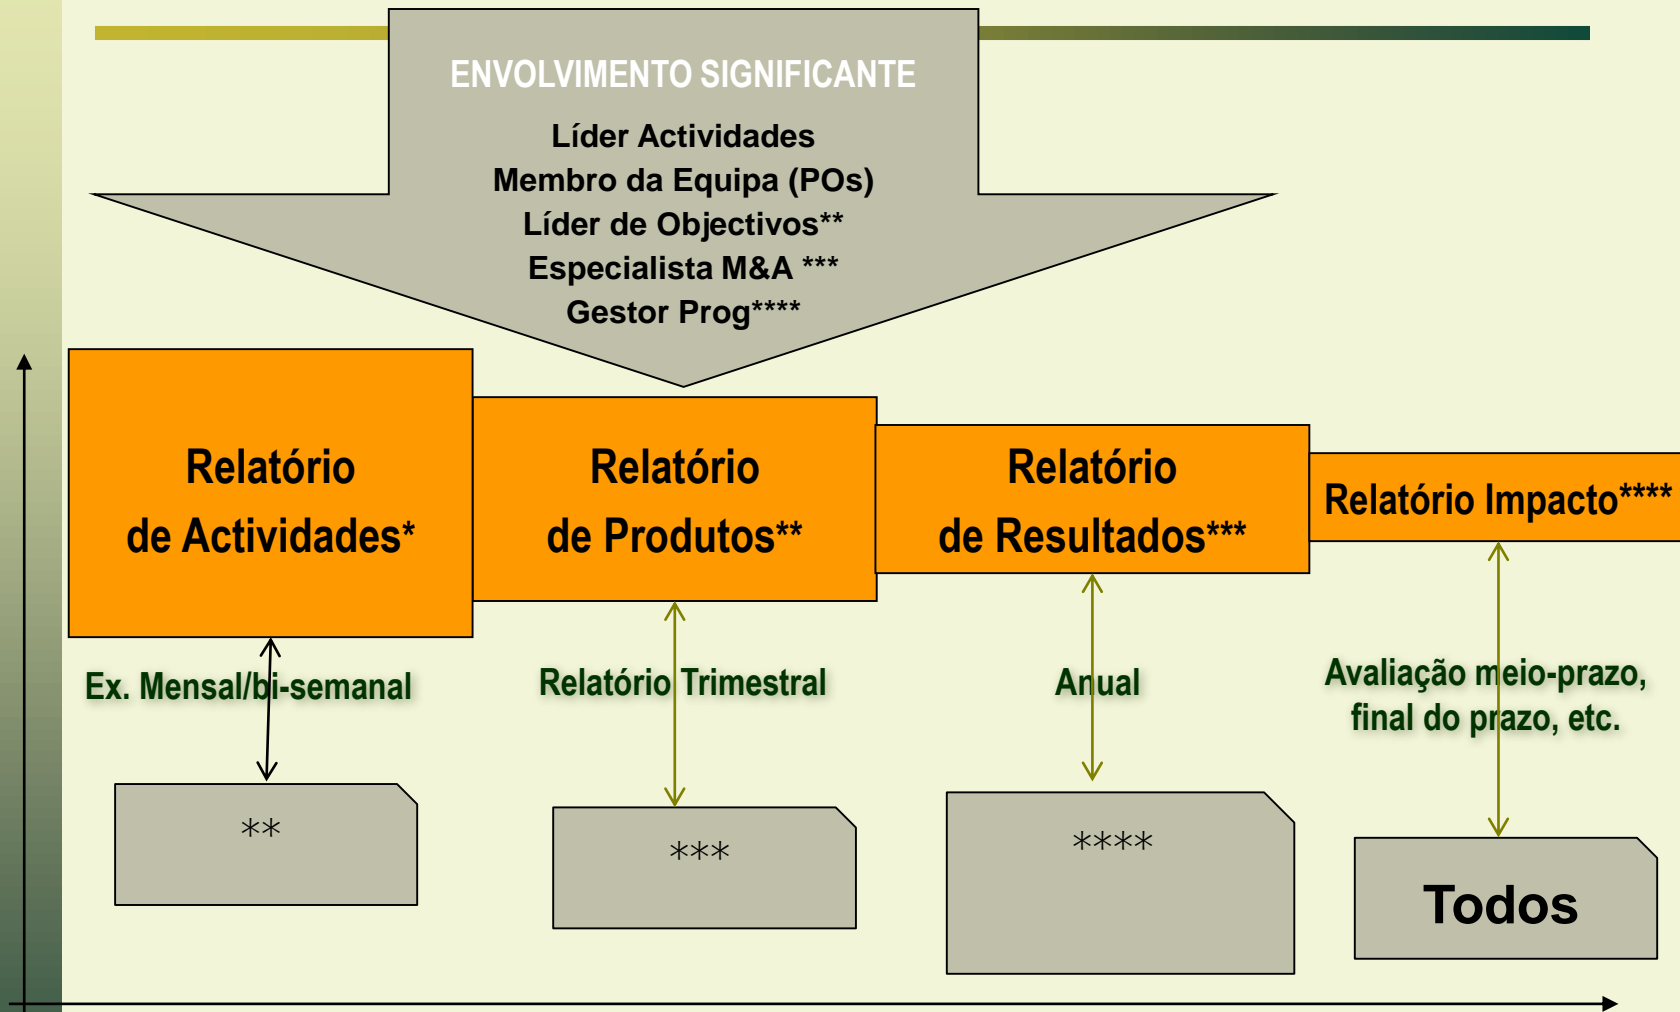 ENVOLVIMENTO SIGNIFICANTE
Líder Actividades
Membro da Equipa (POs)
Líder de Objectivos**
Especialista M&A ***
Gestor Prog****
Relatório
de Actividades*
Relatório
de Produtos**
Relatório
de Resultados***
Relatório Impacto****
Ex. Mensal/bi-semanal
Relatório Trimestral
Anual
Avaliação meio-prazo,
final do prazo, etc.
**
***
****
Todos